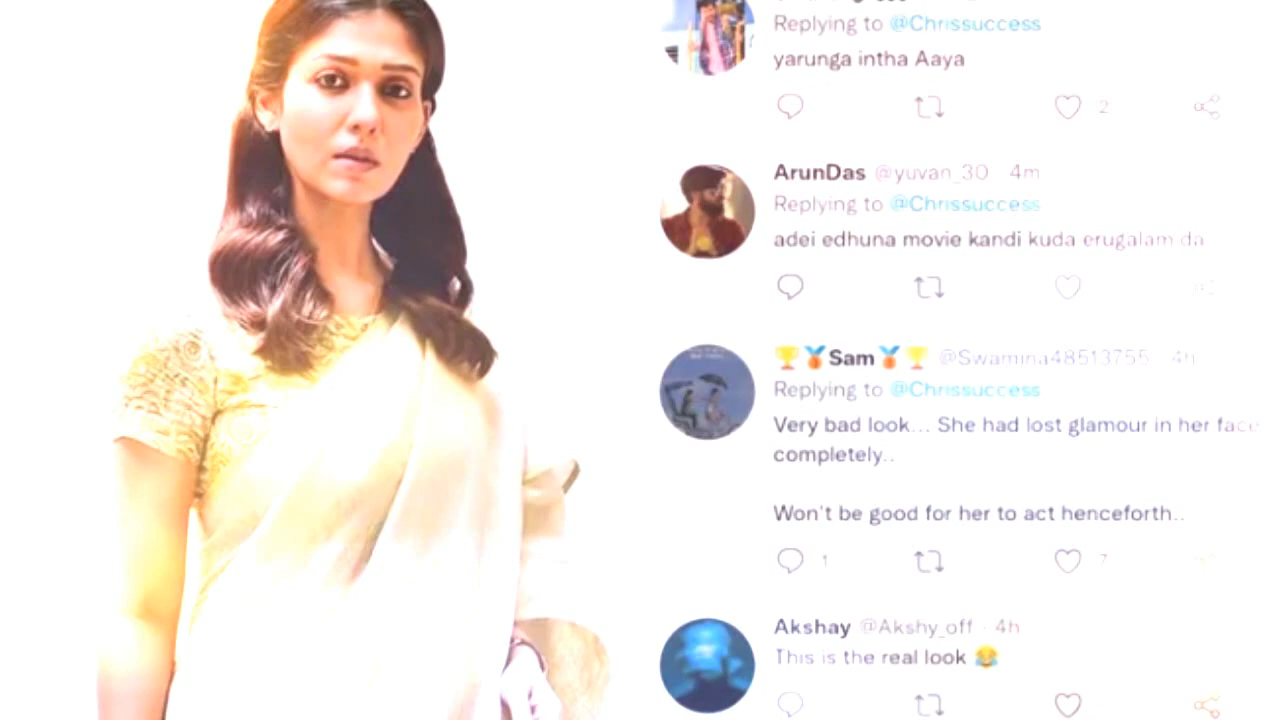 Replying to @Chrissuccess
yarunga intha Aaya
2
ArunDas @yuvan_30 4m
Replying to @Chrissuccess
adei edhuna movie kandi kuda erugalam da
🏆🏅Sam🏅🏆 @Swamina48513755 4h
Replying to @Chrissuccess
Very bad look... She had lost glamour in her face
completely..
Won't be good for her to act henceforth..
1 7
Akshay @Akshy_off · 4h
This is the real look 😂